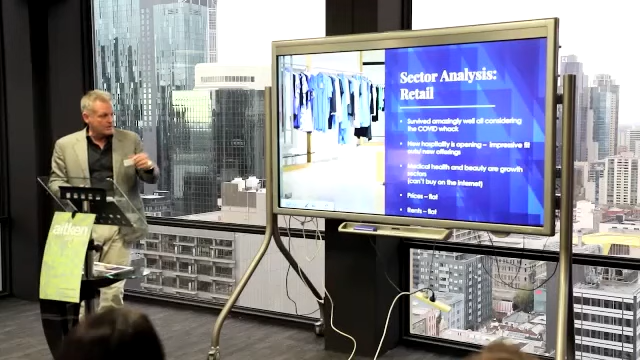 Sector Analysis:
Retail
• Survived amazingly well all considering
the COVID whack
• New hospitality is opening – impressive fit
outs/ new offerings
• Medical health and beauty are growth
sectors
(can't buy on the internet)
• Prices – flat
• Rents – flat
aitken